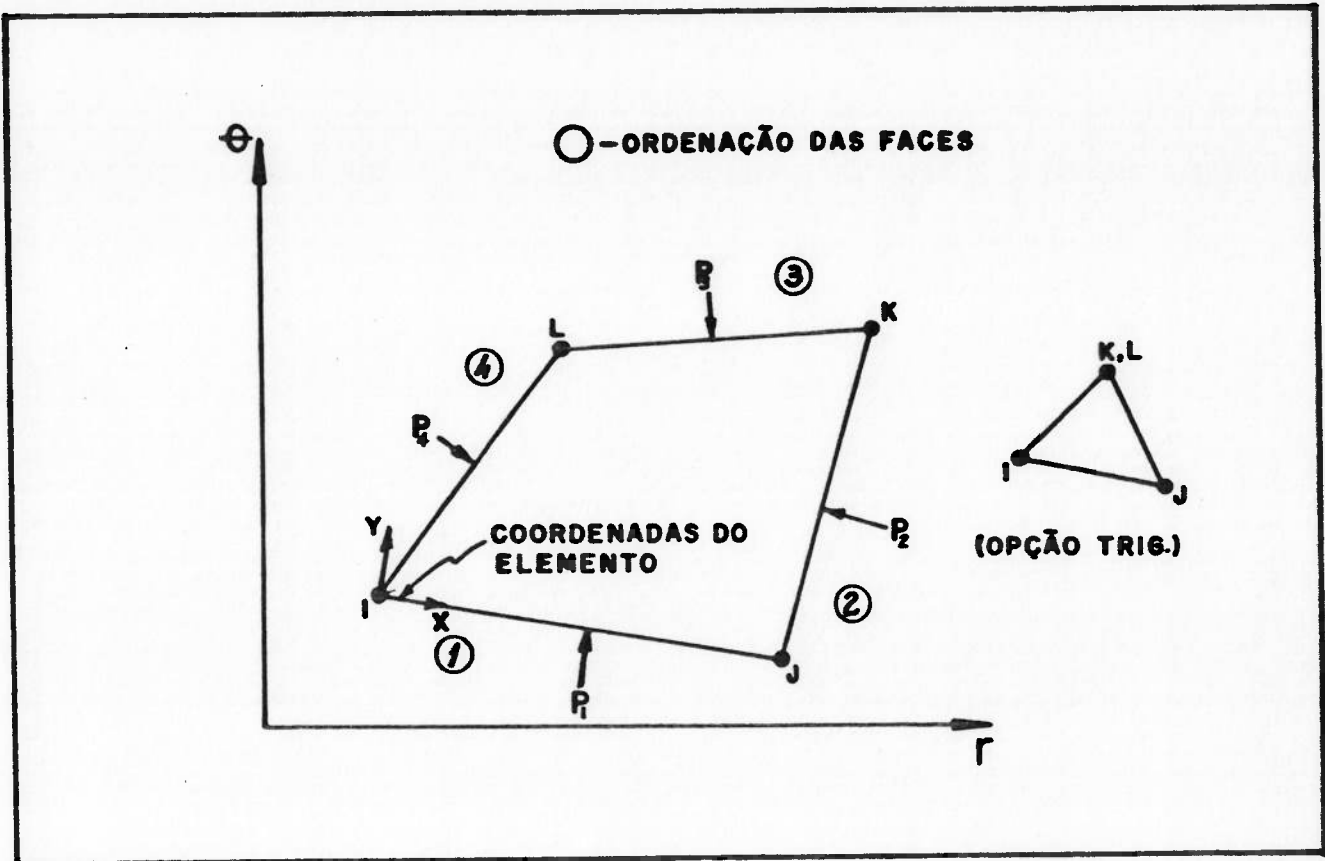 θ
○-ORDENAÇÃO DAS FACES
P3
③
L
K
④
K,L
P4
I
J
Y
COORDENADAS DO
ELEMENTO
P2
(OPÇÃO TRIG.)
I
X
②
①
J
P1
r